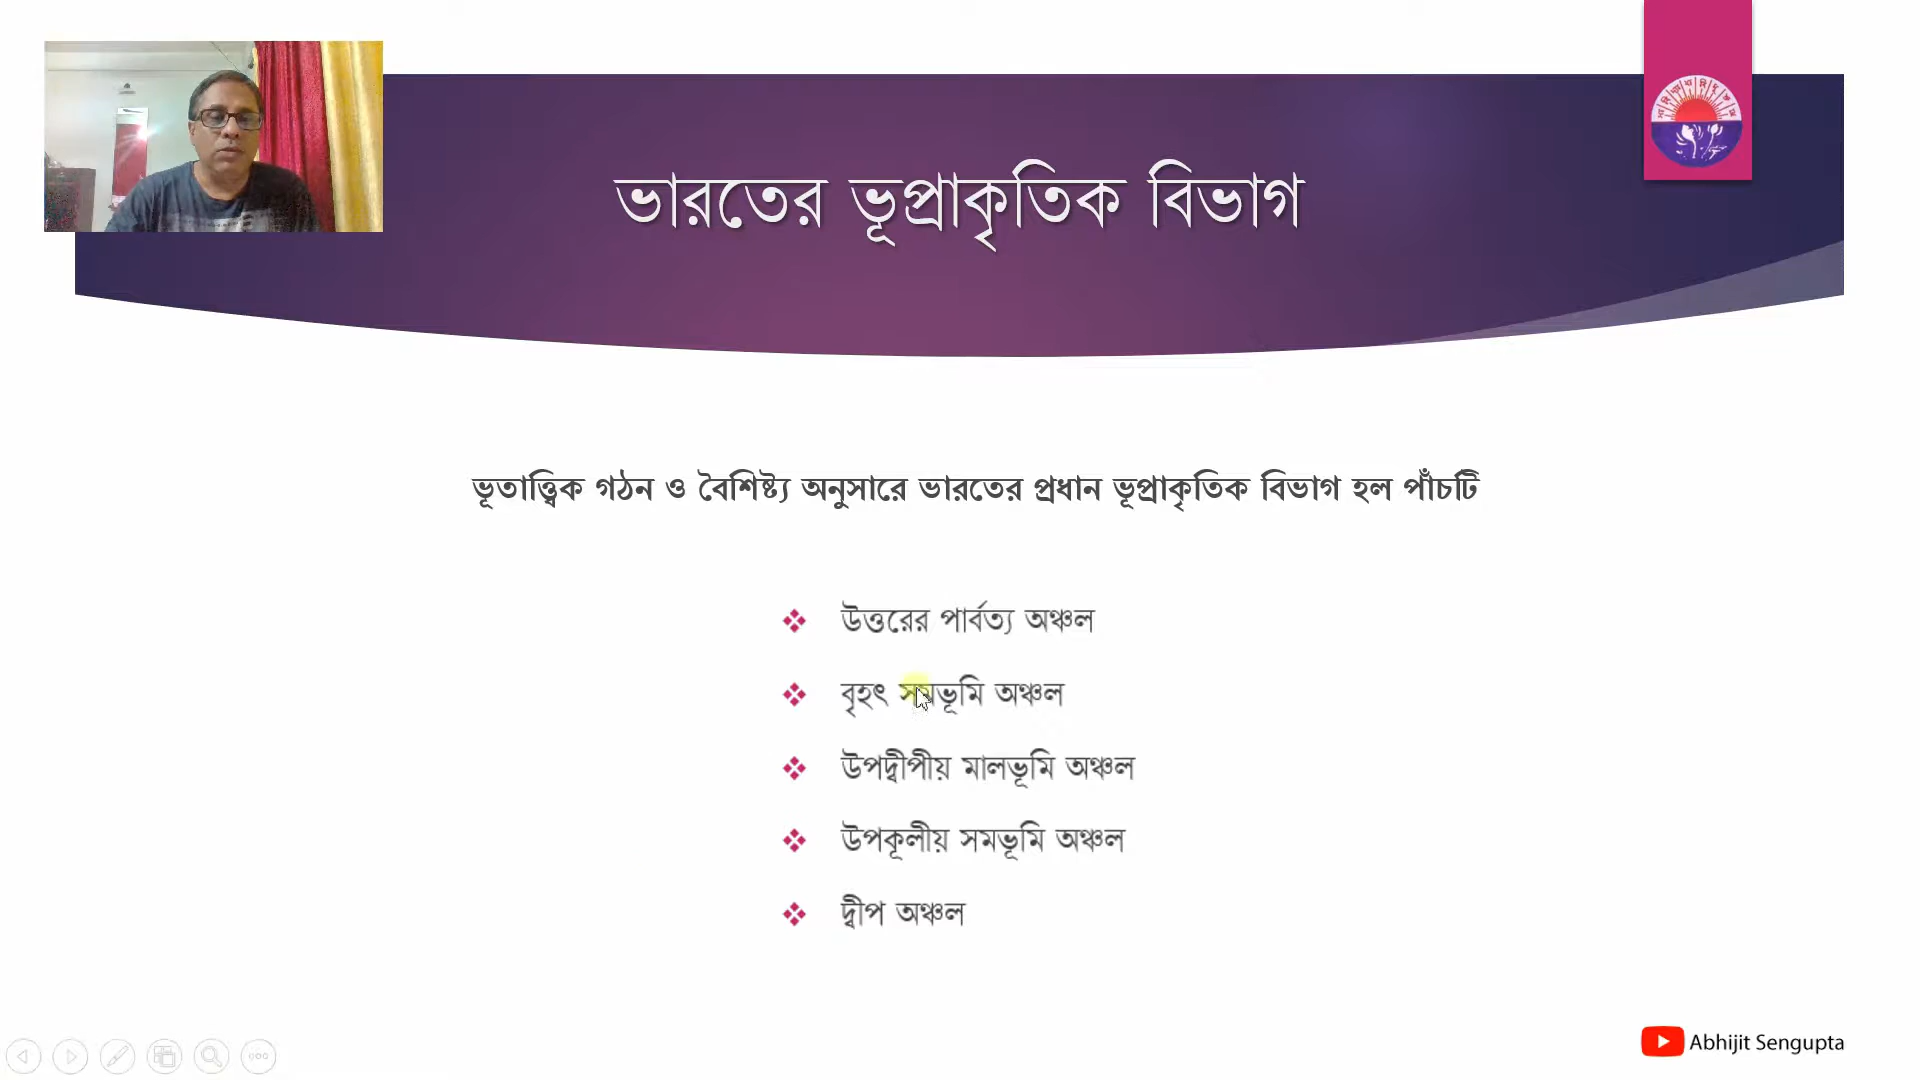 ভারতের ভূপ্রাকৃতিক বিভাগ
ভূতাত্ত্বিক গঠন ও বৈশিষ্ট্য অনুসারে ভারতের প্রধান ভূপ্রাকৃতিক বিভাগ হল পাঁচটি
উত্তরের পার্বত্য অঞ্চল
বৃহৎ সমভূমি অঞ্চল
উপদ্বীপীয় মালভূমি অঞ্চল
উপকূলীয় সমভূমি অঞ্চল
দ্বীপ অঞ্চল
Abhijit Sengupta